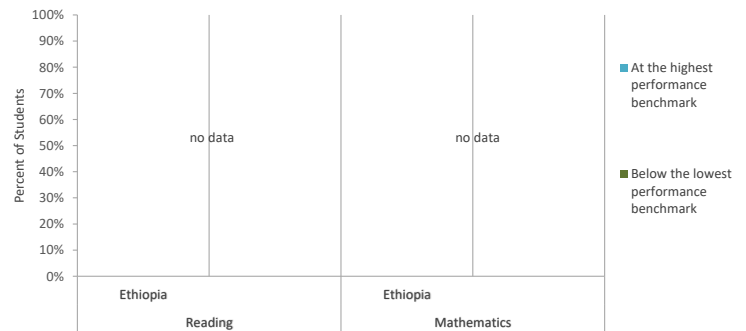 100%
90%
80%
70%
60%
50%
40%
30%
20%
10%
0%
Percent of Students
no data
no data
Ethiopia
Ethiopia
Reading
Mathematics
At the highest
performance
benchmark
Below the lowest
performance
benchmark